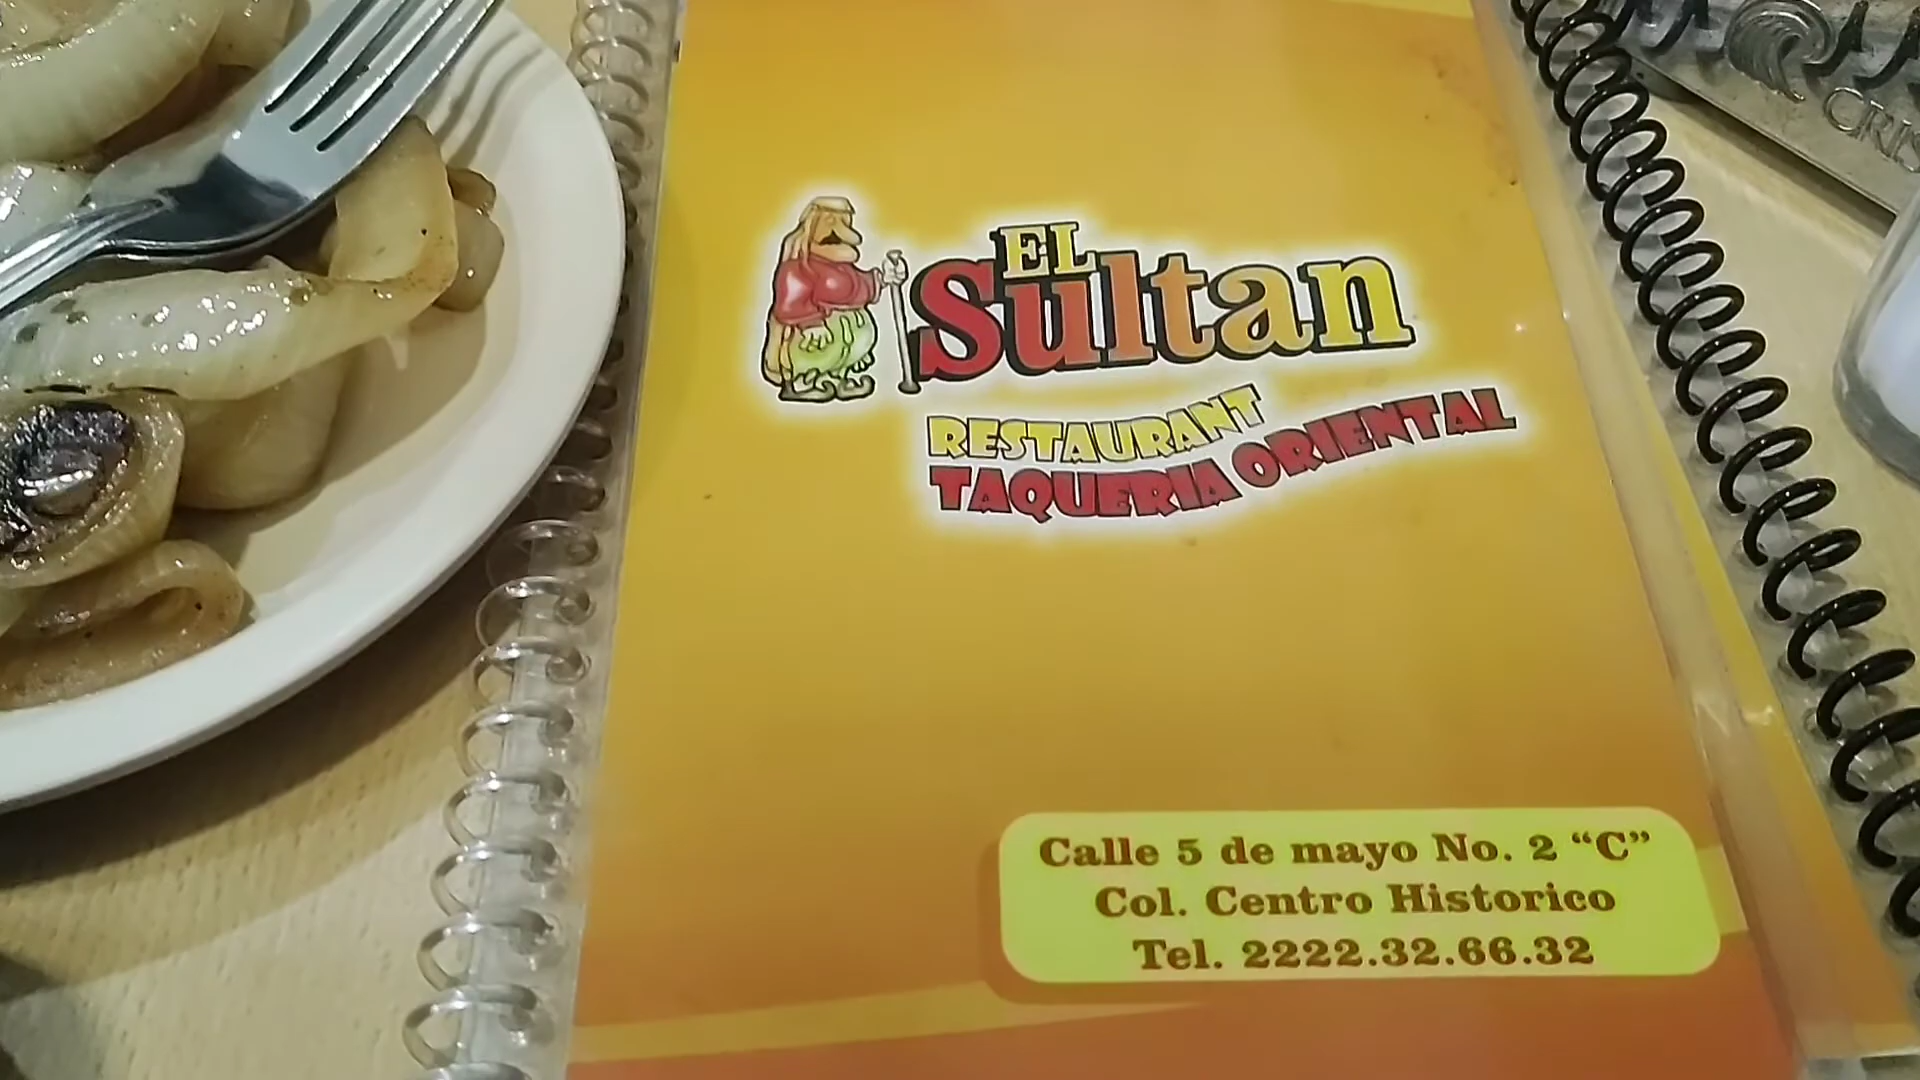 EL
Sultan
RESTAURANT
TAQUERIA ORIENTAL
Calle 5 de mayo No. 2 “C”
Col. Centro Historico
Tel. 2222.32.66.32